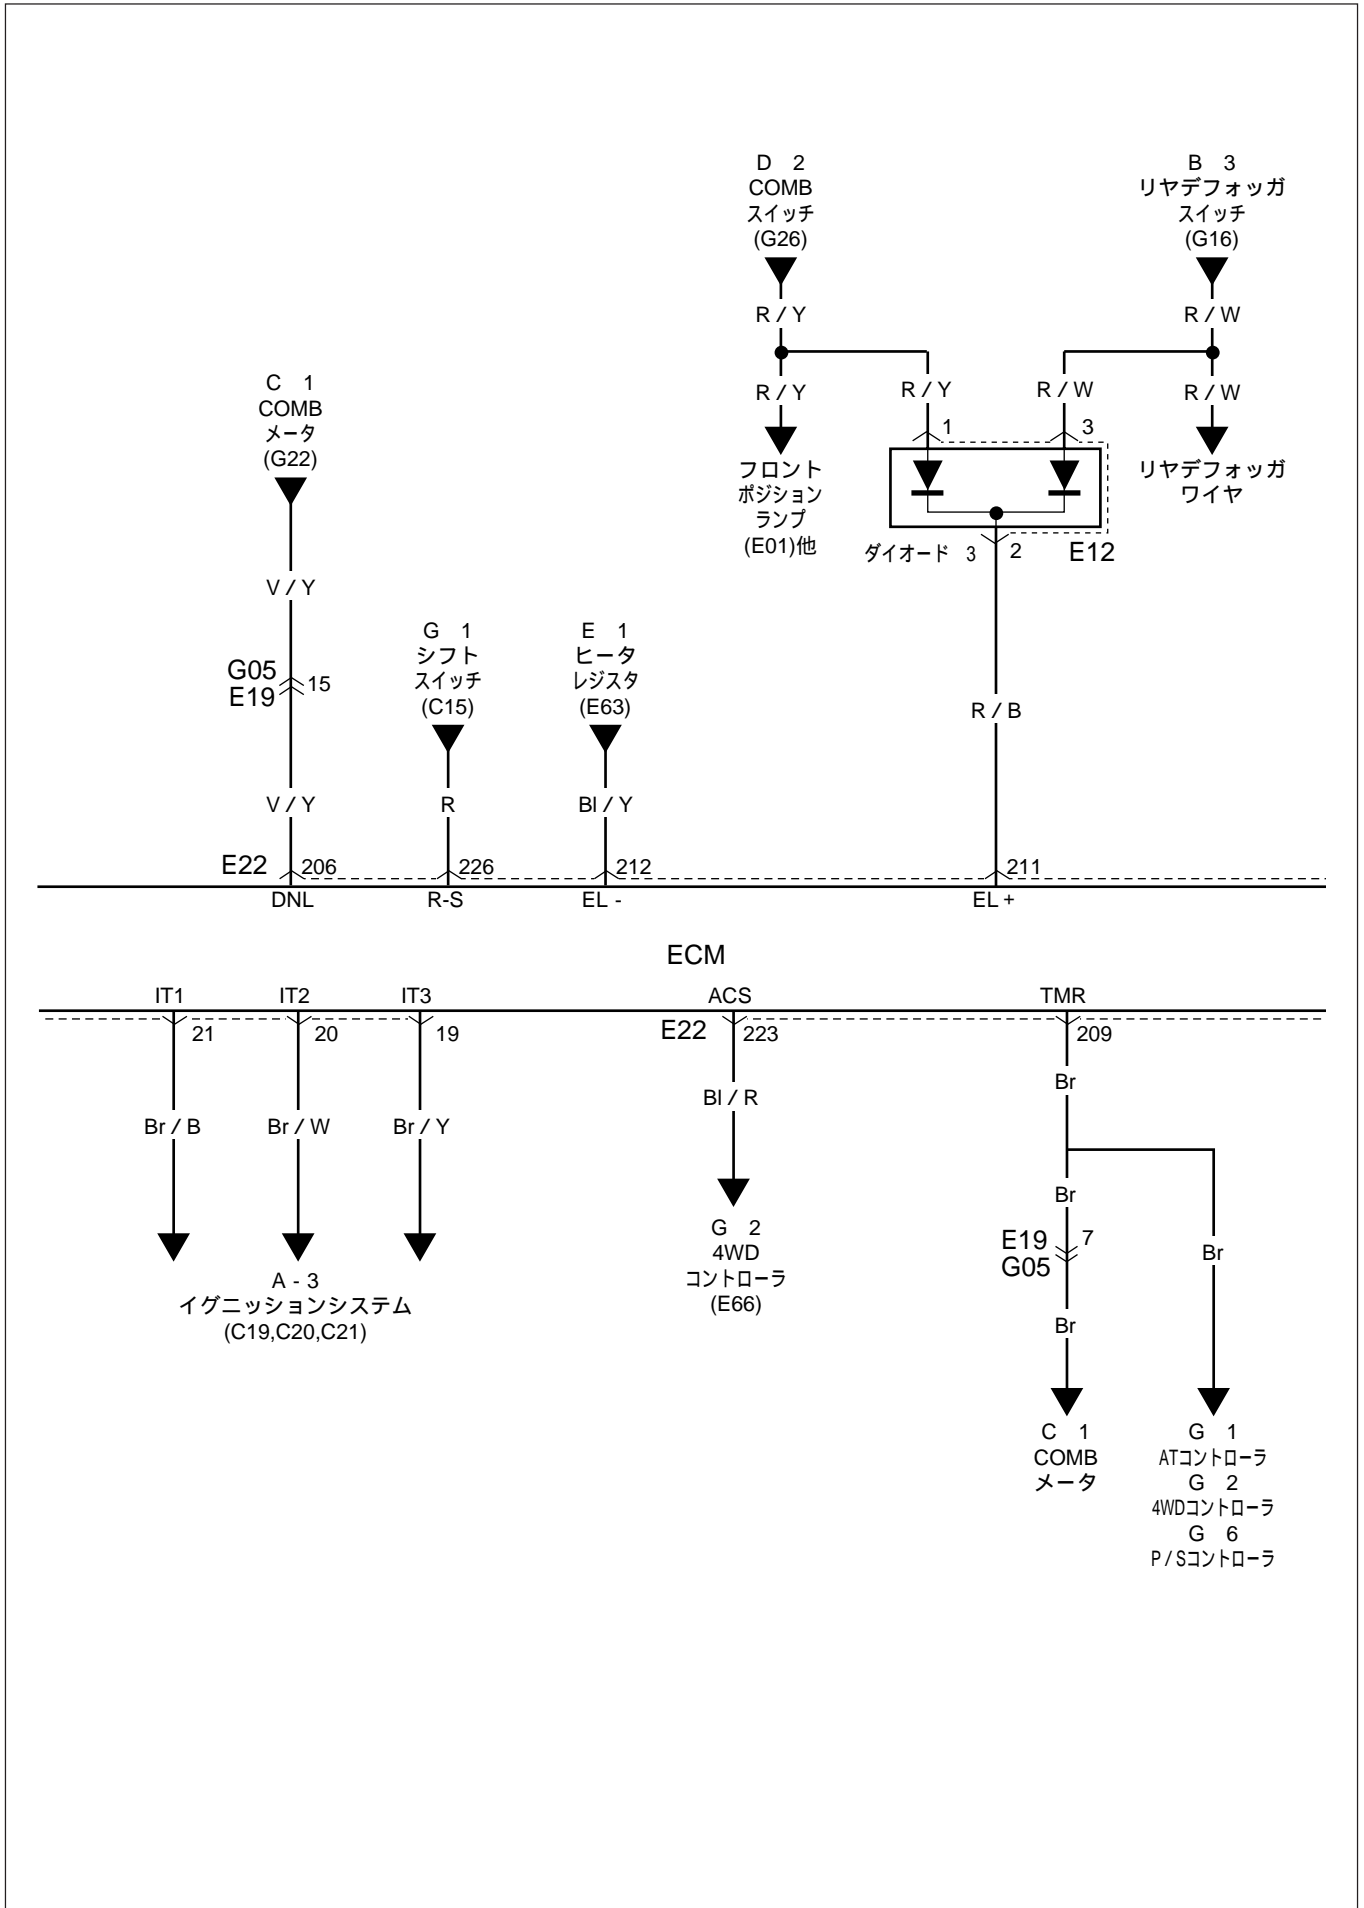 D 2
COMB
スイッチ
(G26)
B 3
リヤデフォッガ
スイッチ
(G16)
R / Y
R / W
C 1
COMB
メータ
(G22)
R / Y
R / Y
R / W
R / W
1
3
フロント
ポジション
ランプ
(E01)他
リヤデフォッガ
ワイヤ
ダイオード 3
2
E12
V / Y
G 1
シフト
スイッチ
(C15)
E 1
ヒータ
レジスタ
(E63)
G05
E19
15
R / B
V / Y
R
Bl / Y
E22
206
226
212
211
DNL
R-S
EL -
EL +
ECM
IT1
IT2
IT3
ACS
TMR
21
20
19
E22
223
209
Br
Bl / R
Br / B
Br / W
Br / Y
Br
E19
G05
7
Br
G 2
4WD
コントローラ
(E66)
A - 3
イグニッションシステム
(C19,C20,C21)
Br
C 1
COMB
メータ
G 1
ATコントローラ
G 2
4WDコントローラ
G 6
P / Sコントローラ